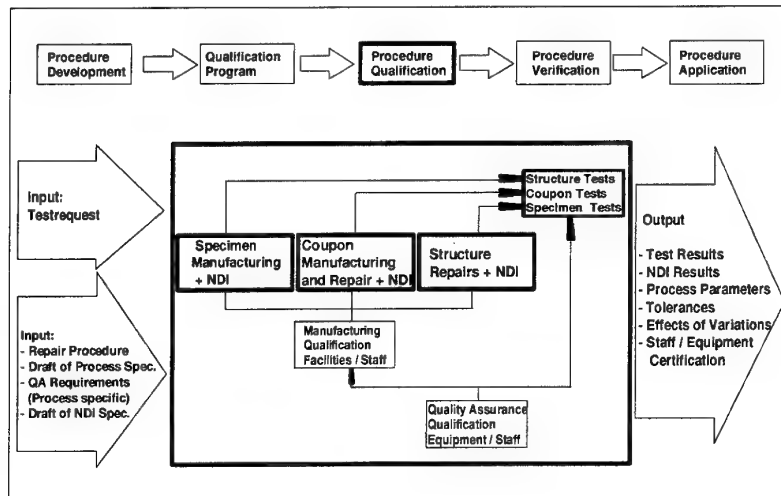 Procedure
Development
Qualification
Program
Procedure
Qualification
Procedure
Verification
Procedure
Application
Input:
Testrequest
Structure Tests
Coupon Tests
Specimen Tests
Specimen
Manufacturing
+ NDI
Coupon
Manufacturing
and Repair + NDI
Structure
Repairs + NDI
Input:
- Repair Procedure
- Draft of Process Spec.
- QA Requirements
(Process specific)
- Draft of NDI Spec.
Manufacturing
Qualification
Facilities / Staff
Quality Assurance
Qualification
Equipment / Staff
Output
- Test Results
- NDI Results
- Process Parameters
- Tolerances
- Effects of Variations
- Staff / Equipment
Certification